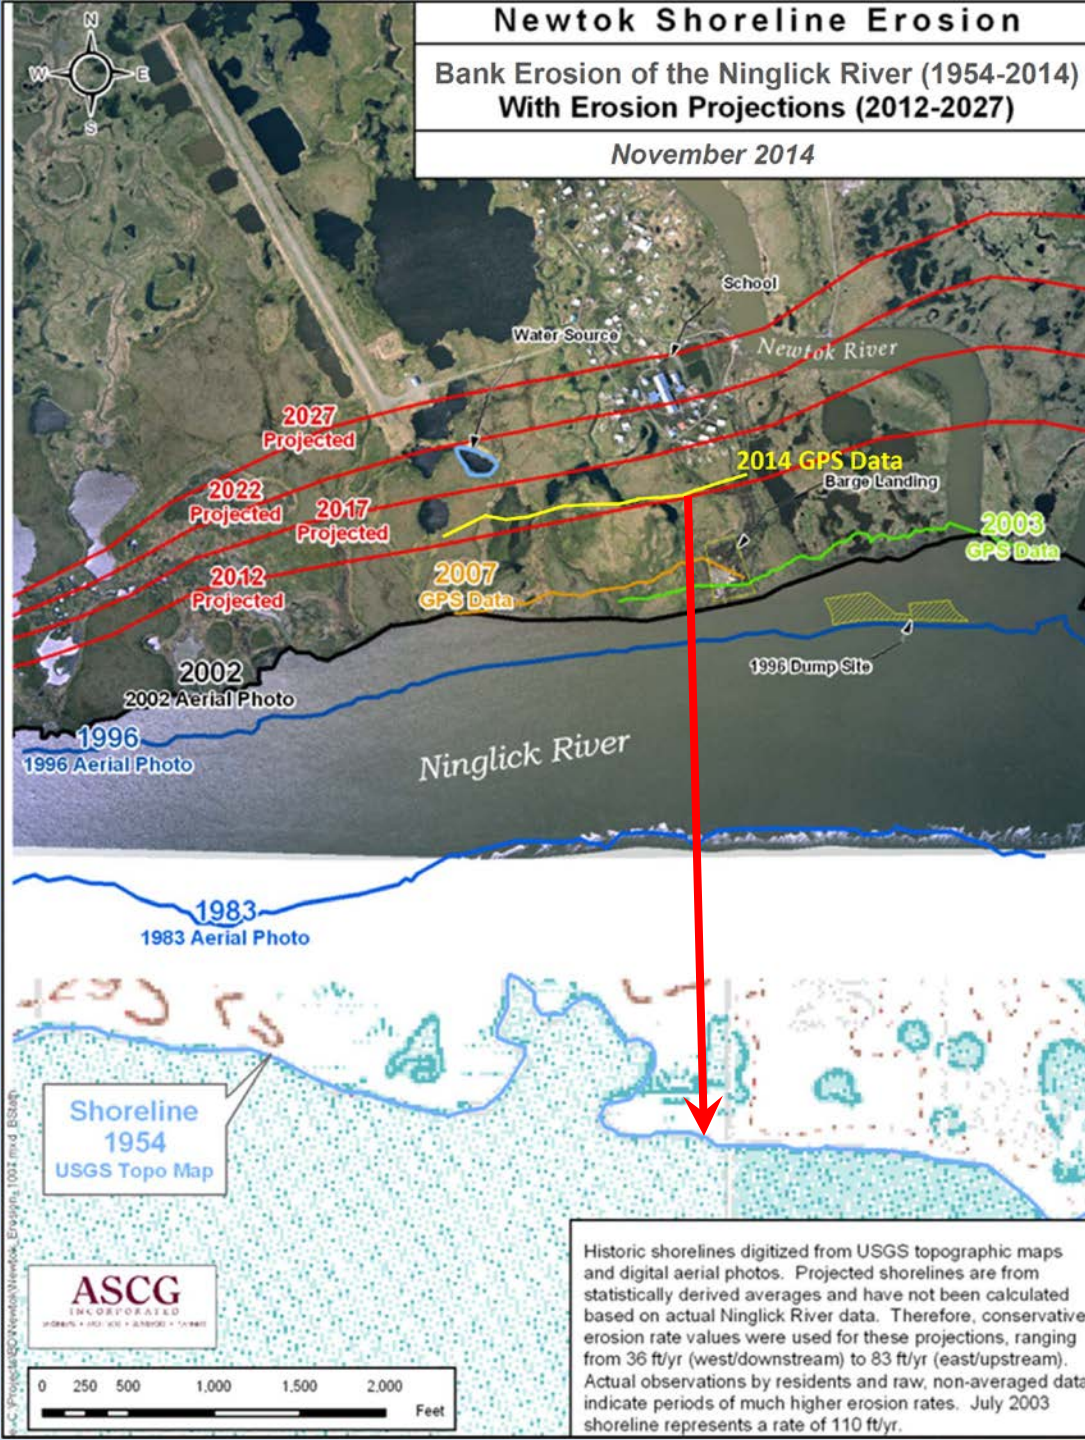 Newtok Shoreline Erosion
Bank Erosion of the Ninglick River (1954-2014)
With Erosion Projections (2012-2027)
November 2014
N
W
E
S
School
Water Source
Newtok River
2027
Projected
2014 GPS Data
Barge Landing
2022
Projected
2017
Projected
2003
GPS Data
2012
Projected
2007
GPS Data
1996 Dump Site
2002
2002 Aerial Photo
1996
1996 Aerial Photo
Ninglick River
1983
1983 Aerial Photo
Shoreline
1954
USGS Topo Map
ASCG
INCORPORATED
0 250 500 1,000 1,500 2,000
Feet
Historic shorelines digitized from USGS topographic maps
and digital aerial photos. Projected shorelines are from
statistically derived averages and have not been calculated
based on actual Ninglick River data. Therefore, conservative
erosion rate values were used for these projections, ranging
from 36 ft/yr (west/downstream) to 83 ft/yr (east/upstream).
Actual observations by residents and raw, non-averaged data
indicate periods of much higher erosion rates. July 2003
shoreline represents a rate of 110 ft/yr.